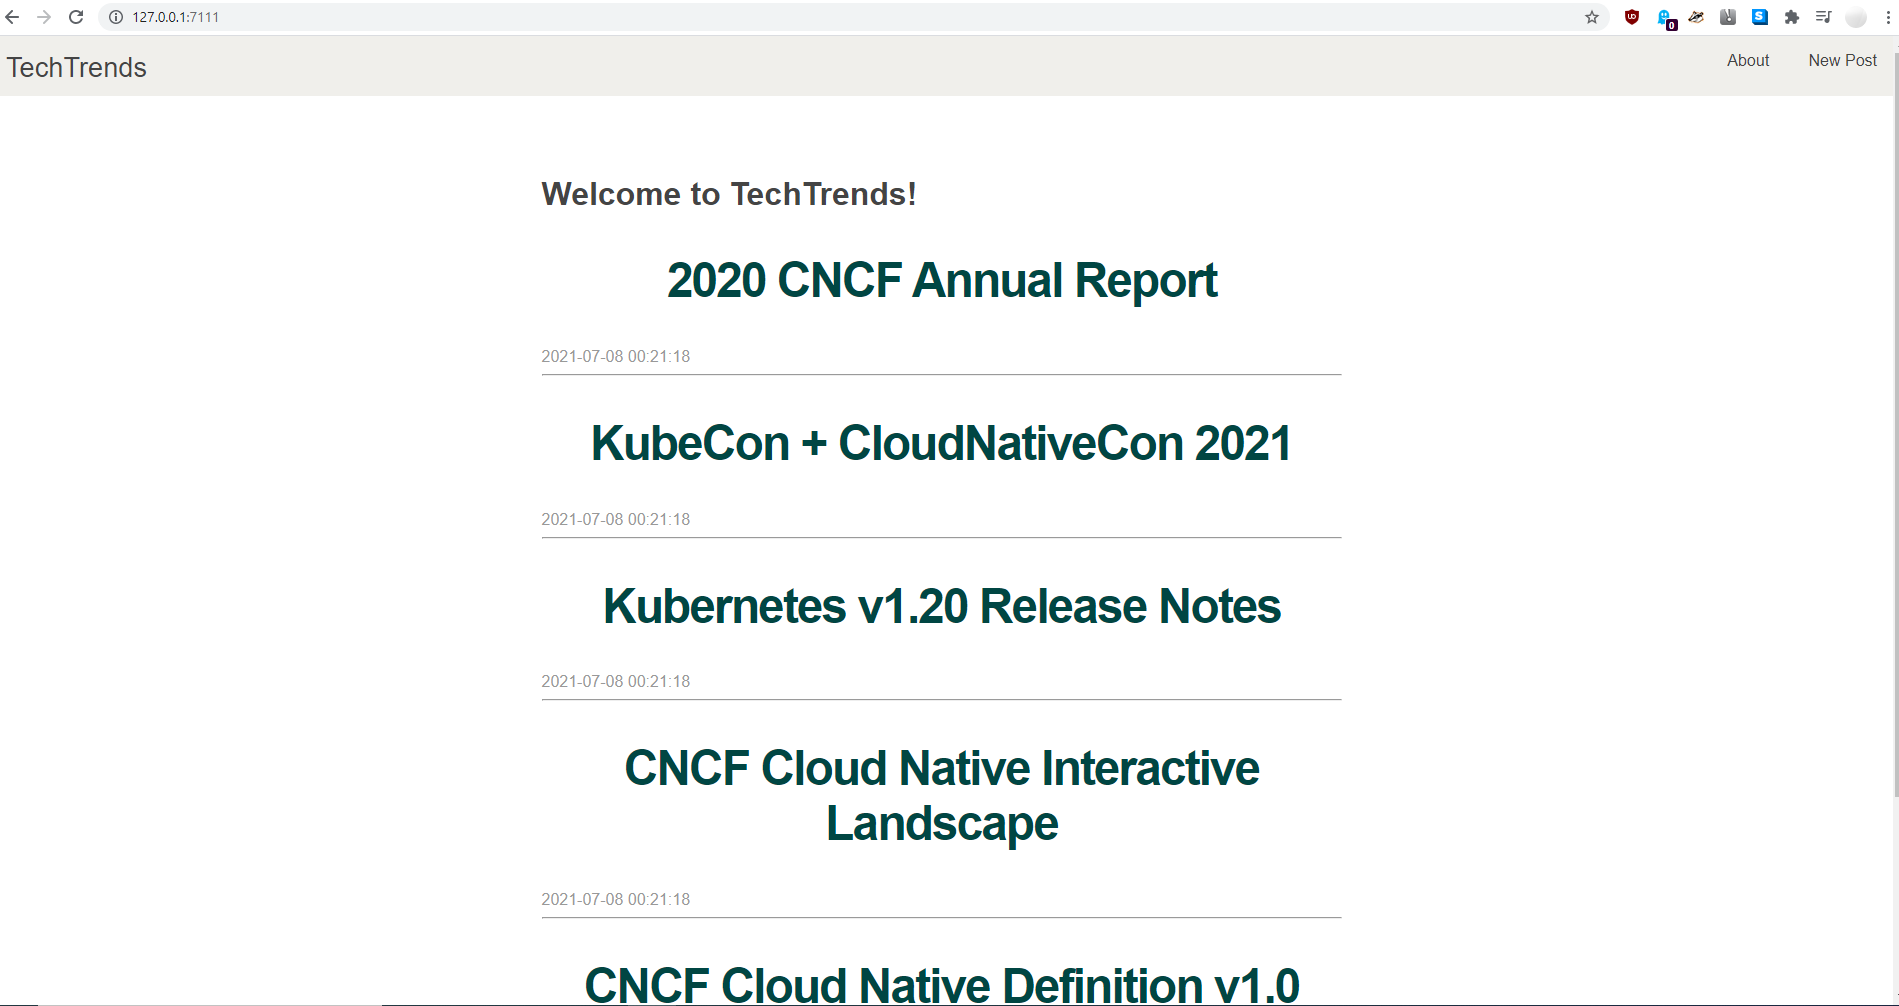 127.0.0.1:7111
0
TechTrends
About
New Post
Welcome to TechTrends!
2020 CNCF Annual Report
2021-07-08 00:21:18
KubeCon + CloudNativeCon 2021
2021-07-08 00:21:18
Kubernetes v1.20 Release Notes
2021-07-08 00:21:18
CNCF Cloud Native Interactive
Landscape
2021-07-08 00:21:18
CNCF Cloud Native Definition v1.0